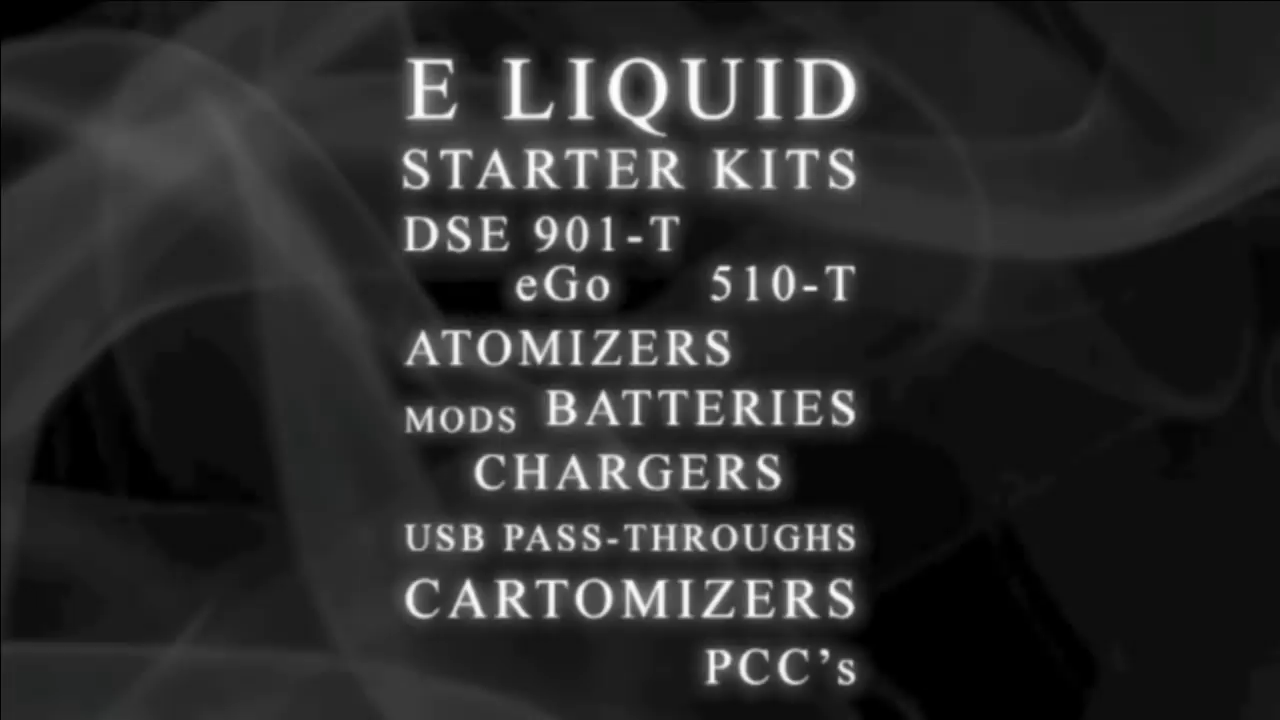 E LIQUID
STARTER KITS
DSE 901-T
eGo 510-T
ATOMIZERS
MODS BATTERIES
CHARGERS
USB PASS-THROUGHS
CARTOMIZERS
PCC’s